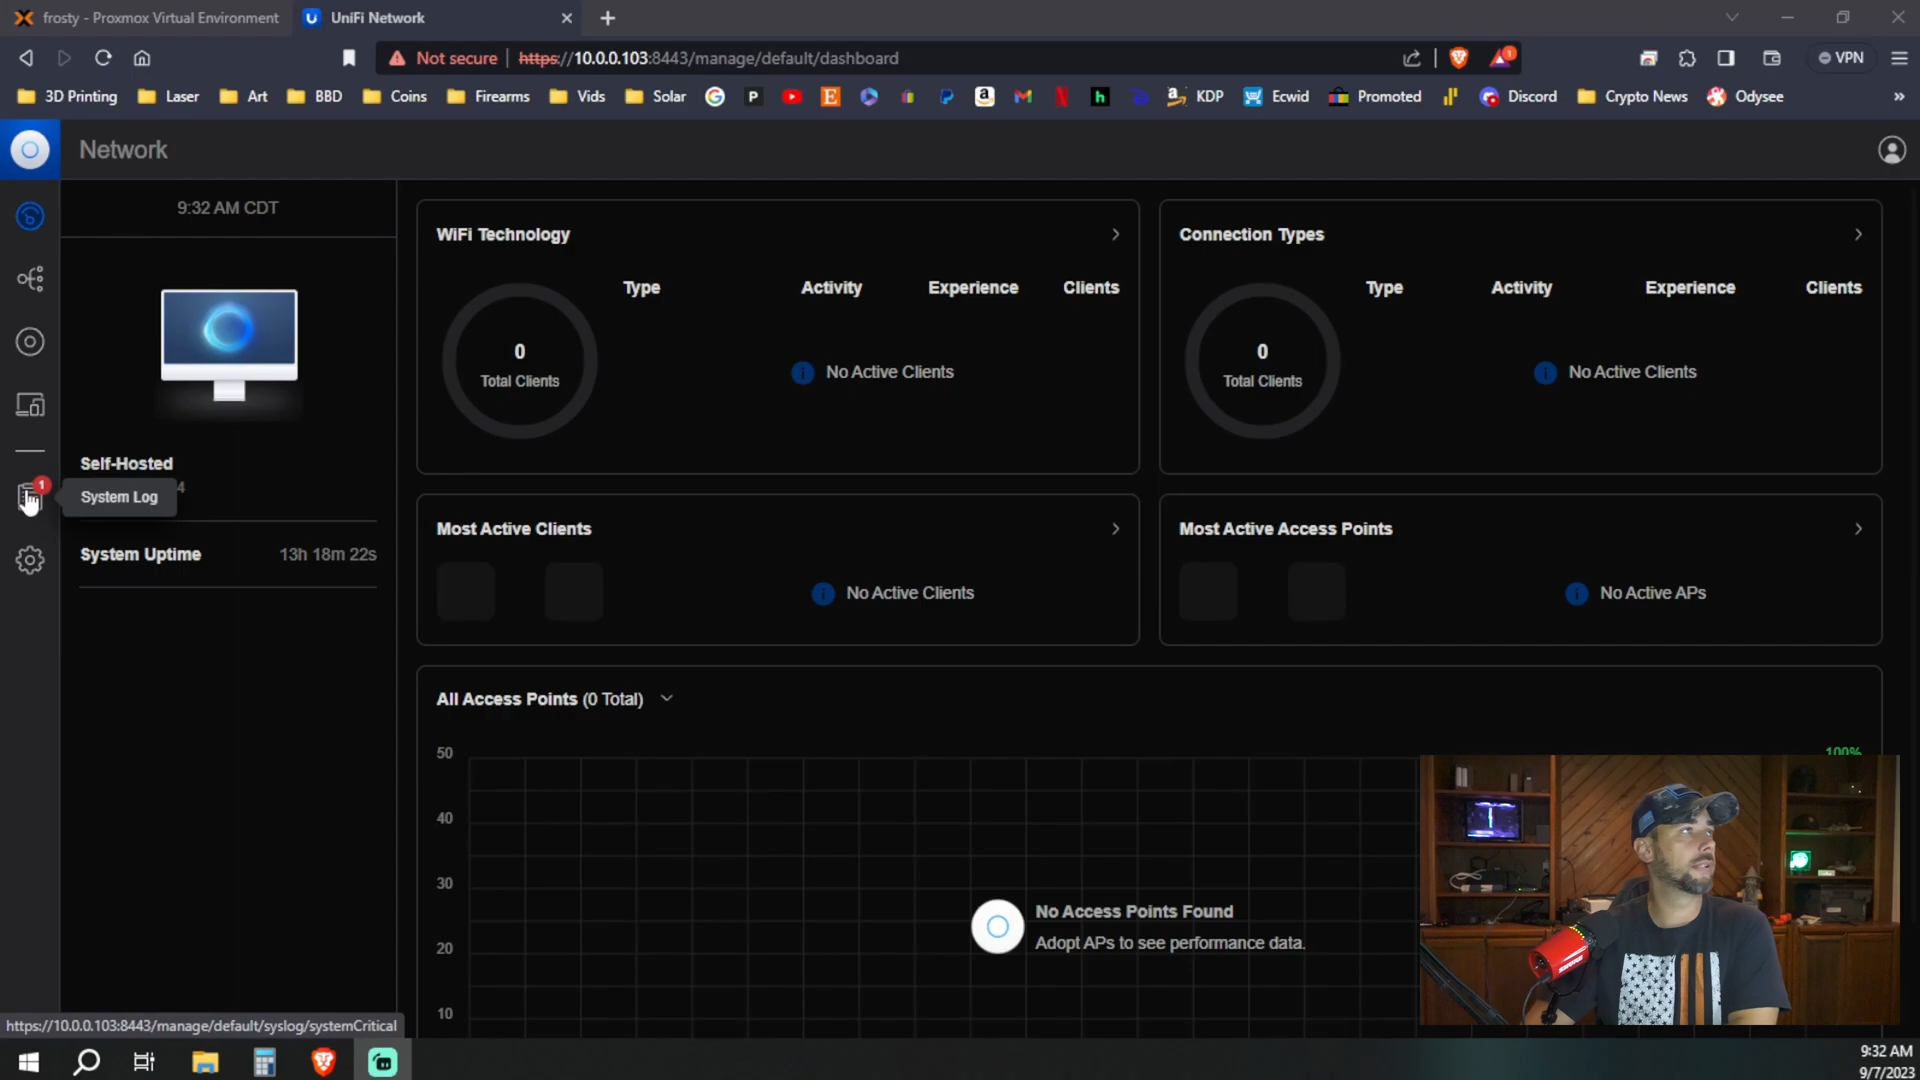 frosty - Proxmox Virtual Environment
UniFi Network
Not secure
https://10.0.0.103:8443/manage/default/dashboard
1
VPN
3D Printing
Laser
Art
BBD
Coins
Firearms
Vids
Solar
KDP
Ecwid
Promoted
Discord
Crypto News
Odysee
Network
9:32 AM CDT
Self-Hosted
4
1
System Log
System Uptime
13h 18m 22s
WiFi Technology
Type Activity Experience Clients
0
Total Clients
No Active Clients
Connection Types
Type Activity Experience Clients
0
Total Clients
No Active Clients
Most Active Clients
No Active Clients
Most Active Access Points
No Active APs
All Access Points (0 Total)
50
100%
40
30
20
10
No Access Points Found
Adopt APs to see performance data.
SHURE
https://10.0.0.103:8443/manage/default/syslog/systemCritical
9:32 AM
9/7/2023